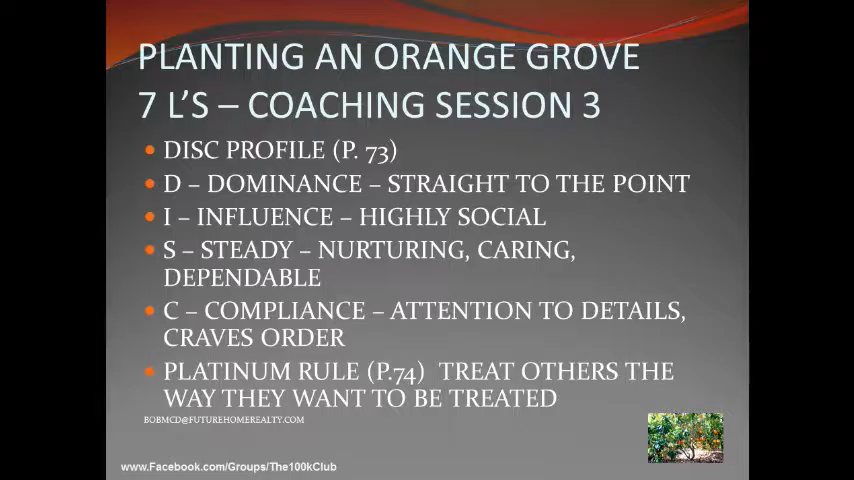 PLANTING AN ORANGE GROVE
7 L'S – COACHING SESSION 3
• DISC PROFILE (P. 73)
• D – DOMINANCE – STRAIGHT TO THE POINT
• I – INFLUENCE – HIGHLY SOCIAL
• S – STEADY – NURTURING, CARING,
DEPENDABLE
• C – COMPLIANCE – ATTENTION TO DETAILS,
CRAVES ORDER
• PLATINUM RULE (P.74) TREAT OTHERS THE
WAY THEY WANT TO BE TREATED
BOBMCD@FUTUREHOMEREALTY.COM
www.Facebook.com/Groups/The100kClub